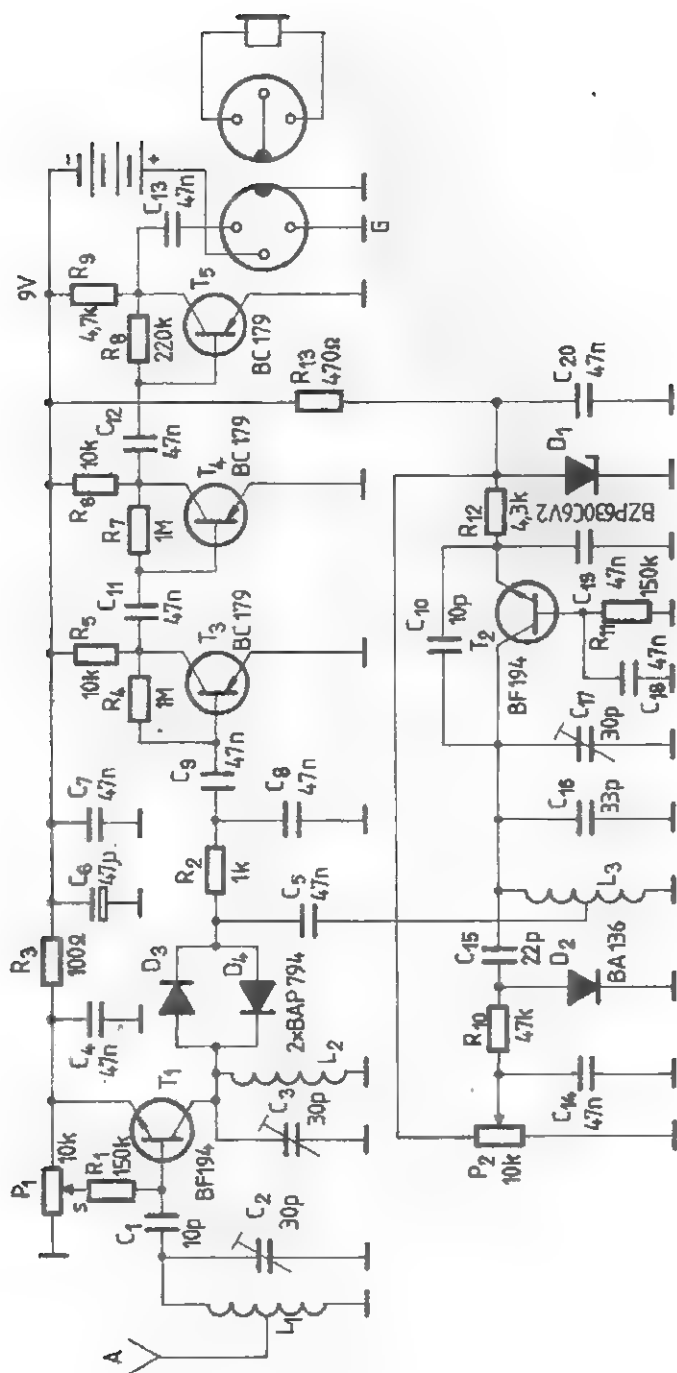 A
L1
C2
30p
C1
10p
P1
10k
s
R1
150k
T1
BF194
C3
30p
L2
C4
47n
R3
100Ω
C6
47µ
C7
47n
D3
D4
2×BAP794
R2
1k
C5
47n
C8
47n
C9
47n
R4
1M
R5
10k
T3
BC179
C11
47n
R6
10k
R7
1M
T4
BC179
C12
47n
9V
R9
4,7k
R8
220k
T5
BC179
C13
47n
-
+
G
R13
470Ω
P2
10k
C14
47n
R10
47k
C15
22p
D2
BA136
L3
C16
33p
C17
30p
C10
10p
T2
BF194
C18
47n
R11
150k
C19
47n
R12
4,3k
D1
BZP630C6V2
C20
47n